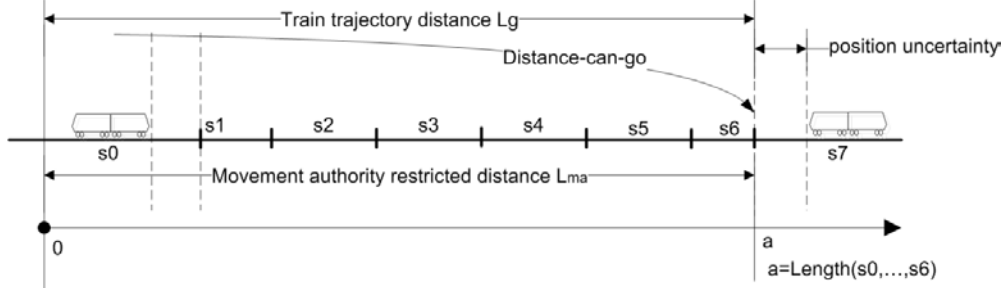 Train trajectory distance Lg
Distance-can-go
position uncertainty
s1 s2 s3 s4 s5 s6
s0 s7
Movement authority restricted distance Lma
0 a
a=Length(s0,...,s6)